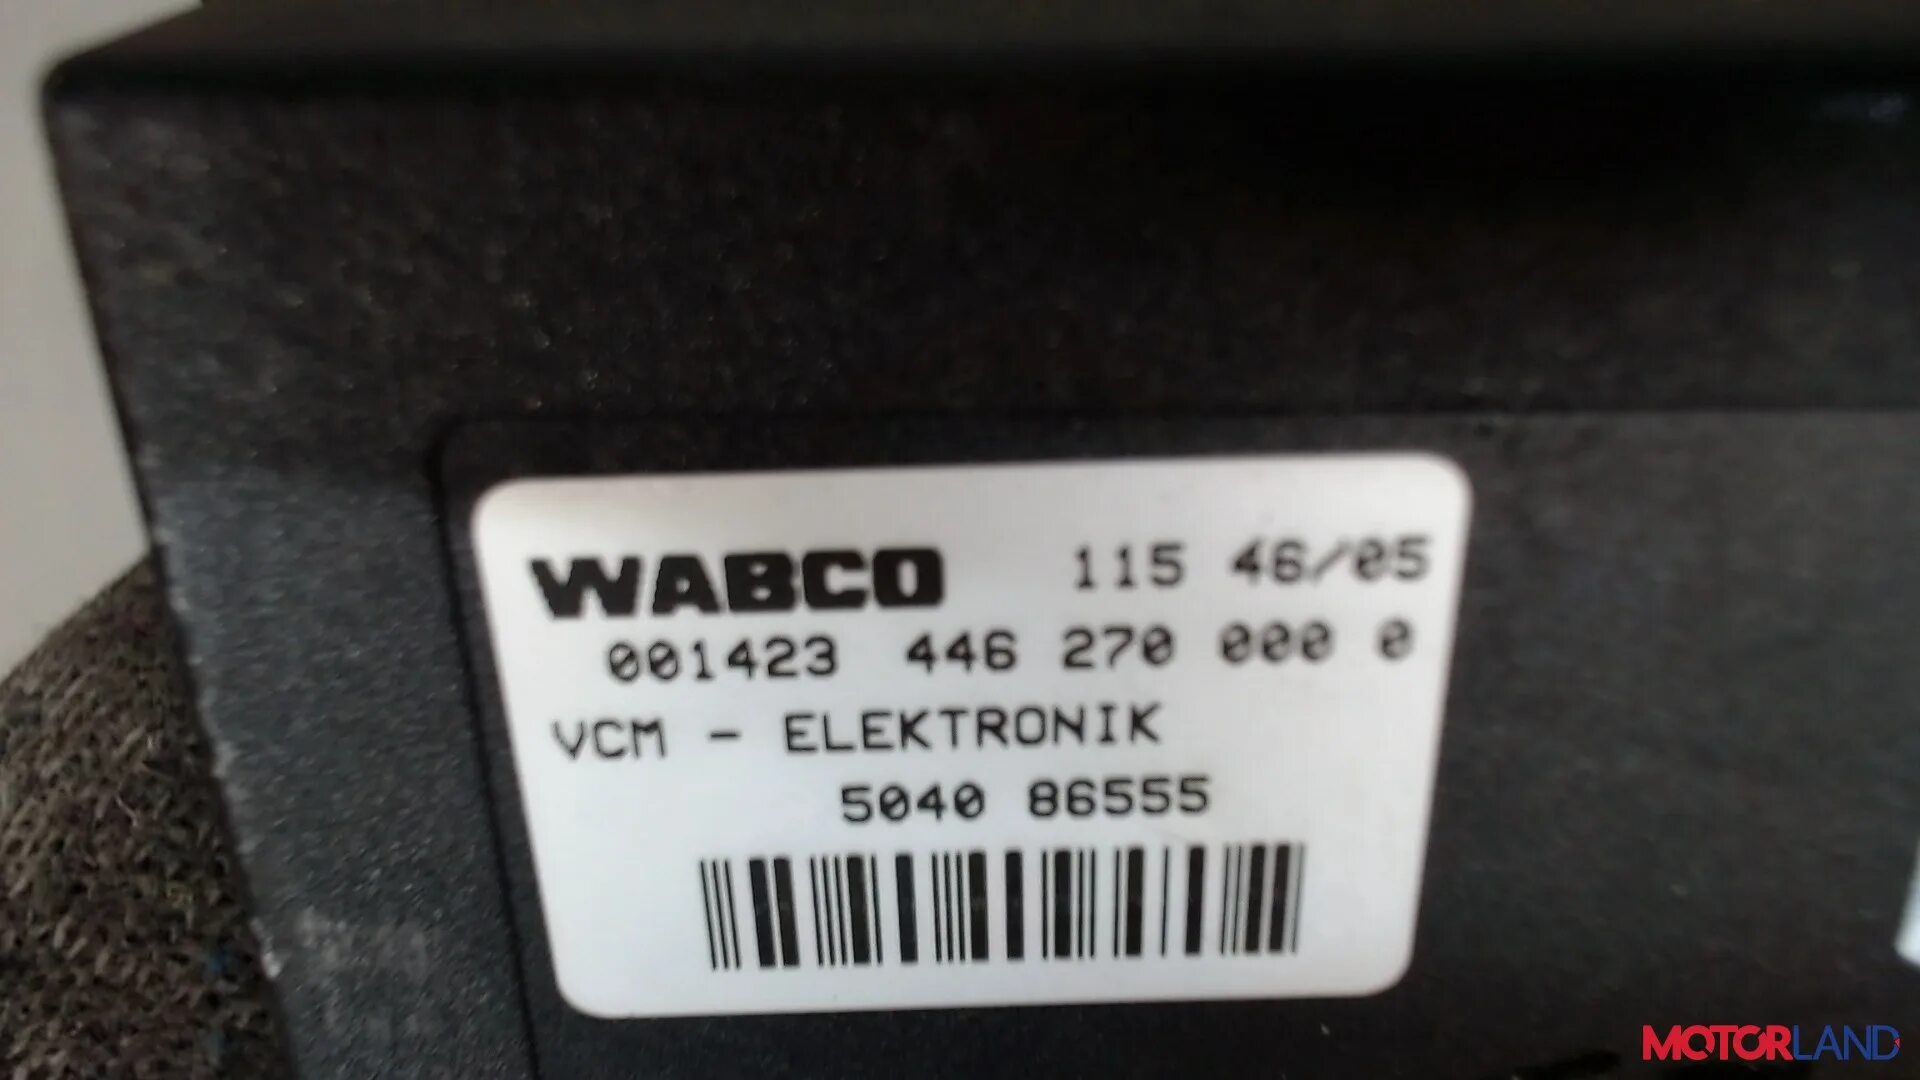 WABCO 115 46/05
001423 446 270 000 0
VCM - ELEKTRONIK
5040 86555
MOTORLAND